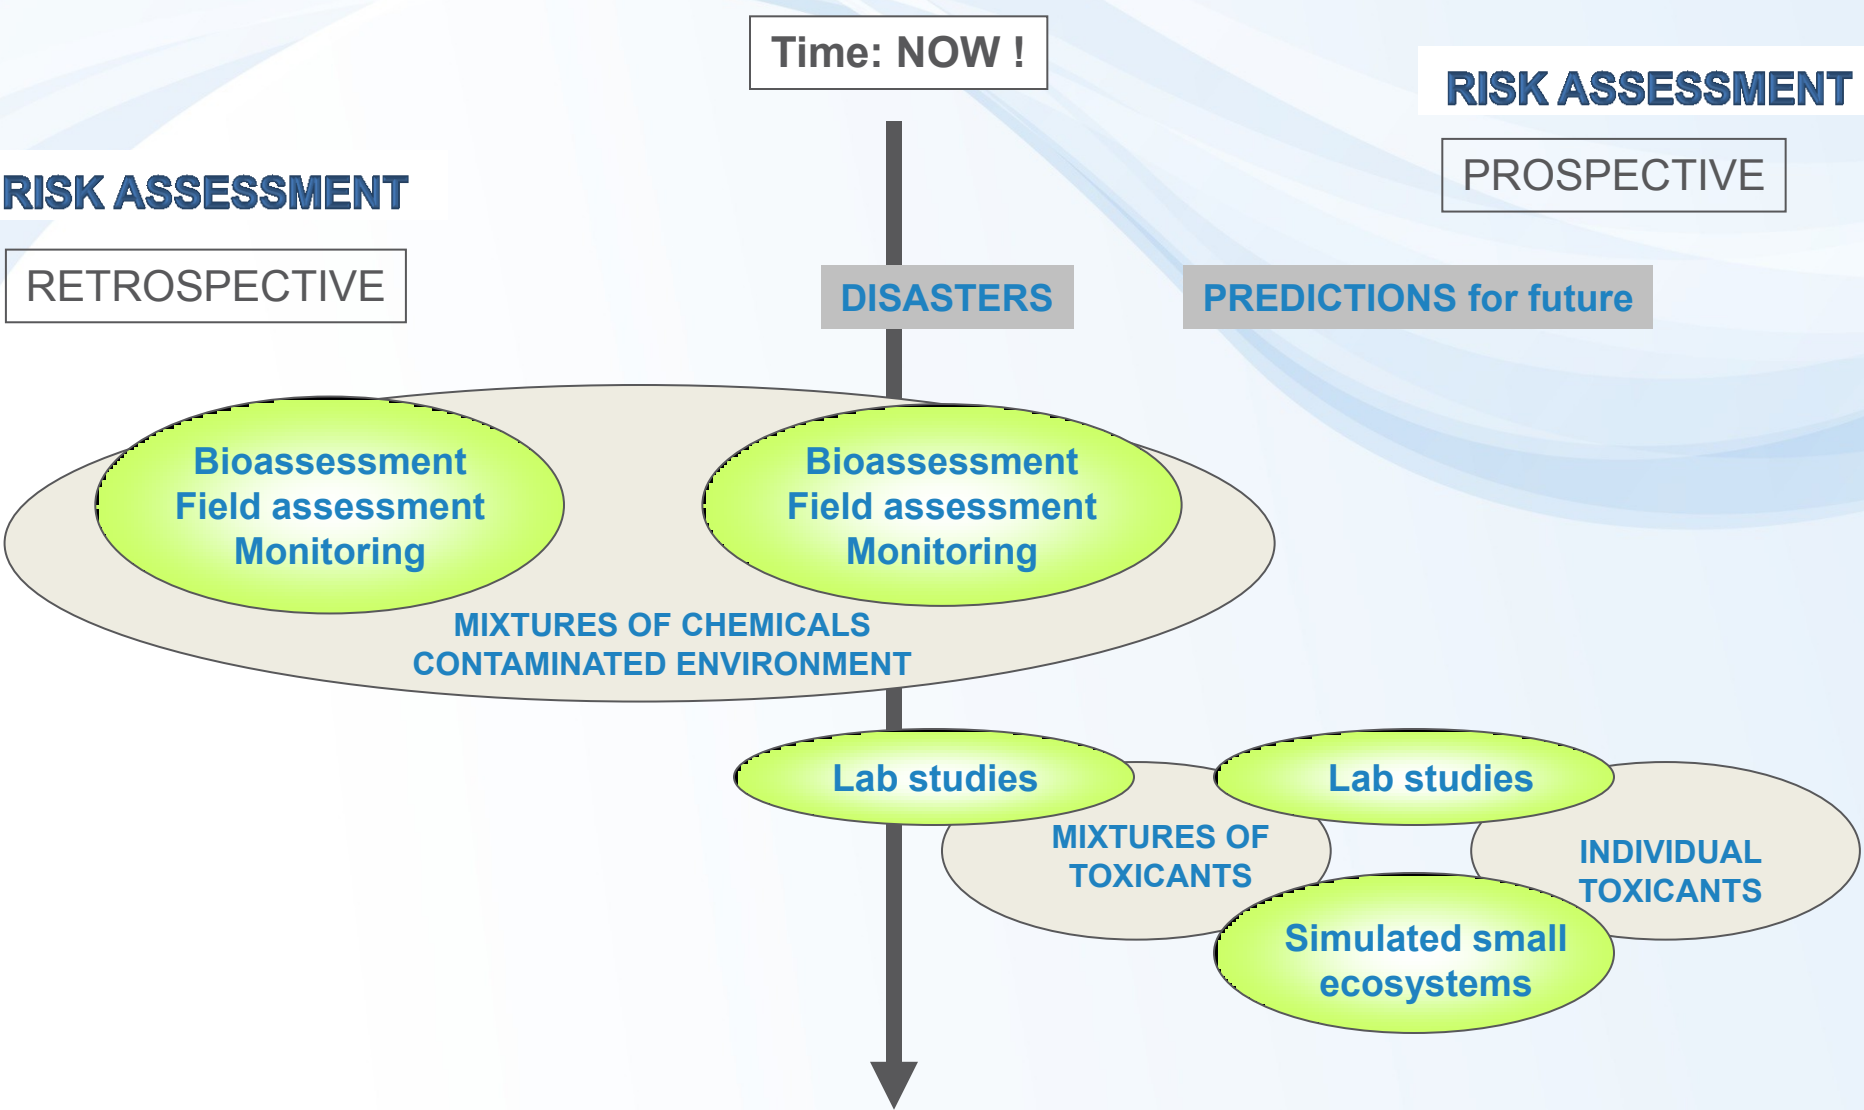 Time: NOW !
RISK ASSESSMENT
PROSPECTIVE
RISK ASSESSMENT
RETROSPECTIVE
DISASTERS
PREDICTIONS for future
Bioassessment
Field assessment
Monitoring
Bioassessment
Field assessment
Monitoring
MIXTURES OF CHEMICALS
CONTAMINATED ENVIRONMENT
Lab studies
Lab studies
MIXTURES OF
TOXICANTS
INDIVIDUAL
TOXICANTS
Simulated small
ecosystems